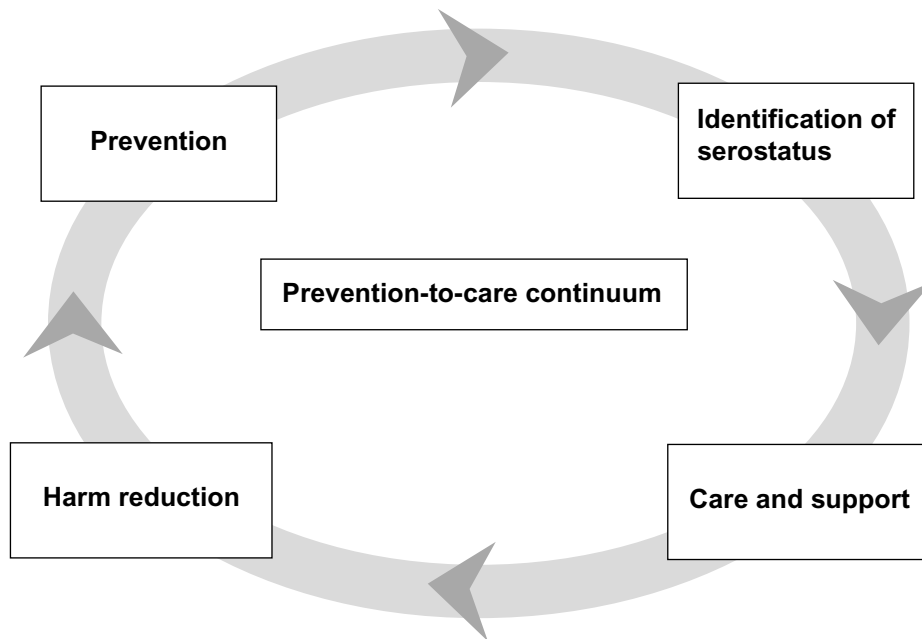 Prevention
Identification of
serostatus
Prevention-to-care continuum
Harm reduction
Care and support